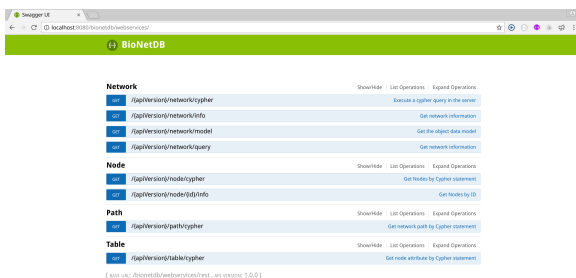 Swagger UI
localhost:8080/bionetdb/webservices/
BioNetDB
Network Show/Hide List Operations Expand Operations
GET /{apiVersion}/network/cypher Execute a cypher query in the server
GET /{apiVersion}/network/info Get network information
GET /{apiVersion}/network/model Get the object data model
GET /{apiVersion}/network/query Get network information
Node Show/Hide List Operations Expand Operations
GET /{apiVersion}/node/cypher Get Nodes by Cypher statement
GET /{apiVersion}/node/{id}/info Get Nodes by ID
Path Show/Hide List Operations Expand Operations
GET /{apiVersion}/path/cypher Get network path by Cypher statement
Table Show/Hide List Operations Expand Operations
GET /{apiVersion}/table/cypher Get node attribute by Cypher statement
[ BASE URL: /bionetdb/webservices/rest , API VERSION: 1.0.0 ]